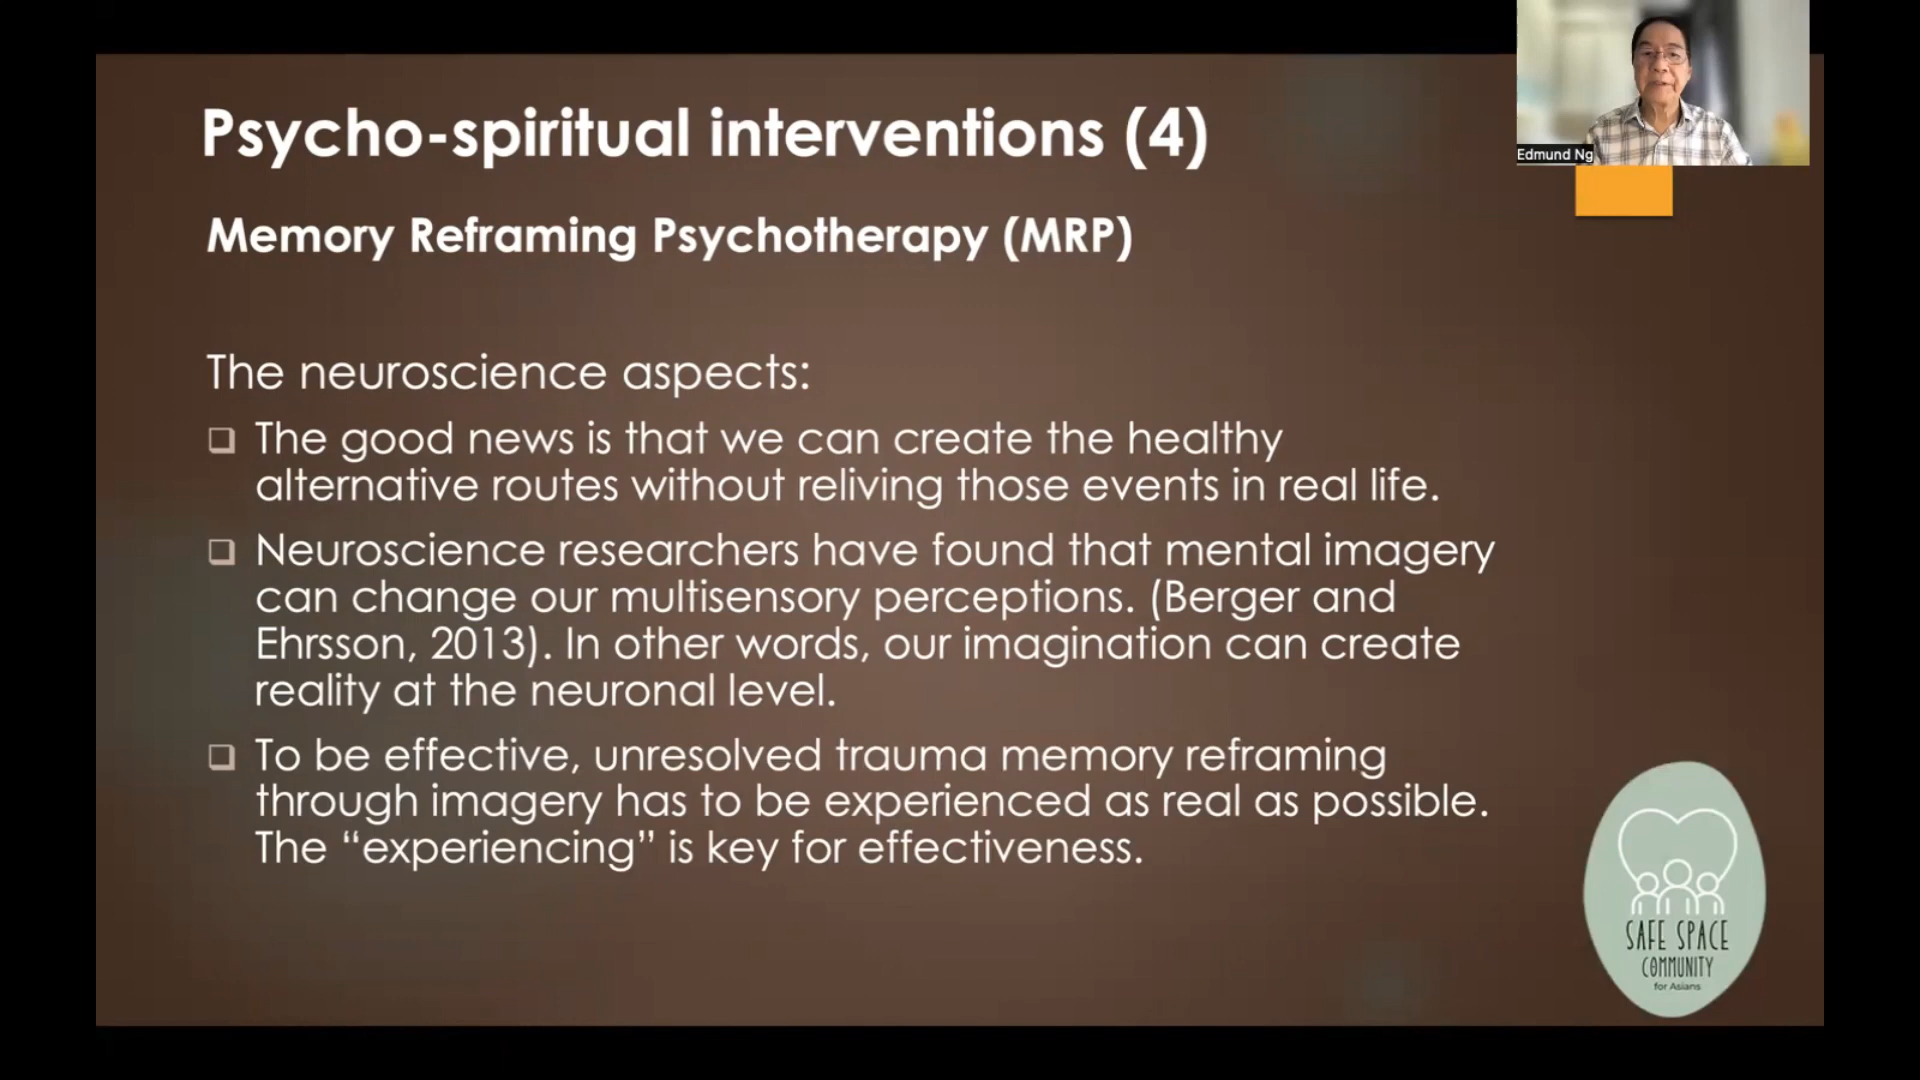 Psycho-spiritual interventions (4)
Edmund Ng
Memory Reframing Psychotherapy (MRP)
The neuroscience aspects:
The good news is that we can create the healthy
alternative routes without reliving those events in real life.
Neuroscience researchers have found that mental imagery
can change our multisensory perceptions. (Berger and
Ehrsson, 2013). In other words, our imagination can create
reality at the neuronal level.
To be effective, unresolved trauma memory reframing
through imagery has to be experienced as real as possible.
The “experiencing” is key for effectiveness.
SAFE SPACE
COMMUNITY
for Asians